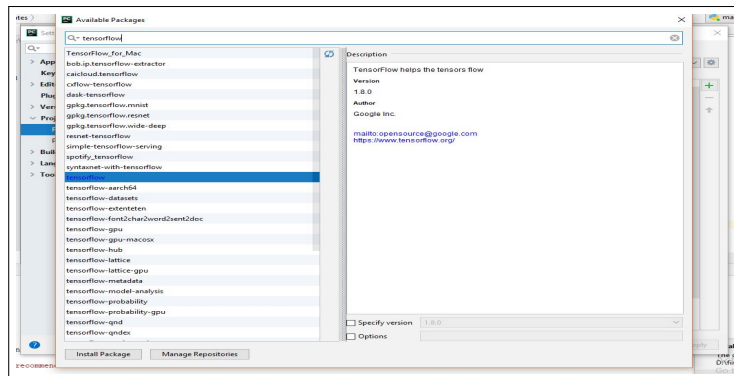 Available Packages
tensorflow
TensorFlow_for_Mac
bob.ip.tensorflow-extractor
caicloud.tensorflow
cxflow-tensorflow
dask-tensorflow
gpkg.tensorflow.mnist
gpkg.tensorflow.resnet
gpkg.tensorflow.wide-deep
resnet-tensorflow
simple-tensorflow-serving
spotify_tensorflow
syntaxnet-with-tensorflow
tensorflow
tensorflow-aarch64
tensorflow-datasets
tensorflow-extenteten
tensorflow-font2char2word2sent2doc
tensorflow-gpu
tensorflow-gpu-macosx
tensorflow-hub
tensorflow-lattice
tensorflow-lattice-gpu
tensorflow-metadata
tensorflow-model-analysis
tensorflow-probability
tensorflow-probability-gpu
tensorflow-qnd
tensorflow-qndex
Description
TensorFlow helps the tensors flow
Version
1.8.0
Author
Google Inc.
mailto:opensource@google.com
https://www.tensorflow.org/
Specify version 1.8.0
Options
Install Package Manage Repositories
Sett
App
Key
Edit
Plug
Vers
Proj
Buil
Lang
Too
recommen